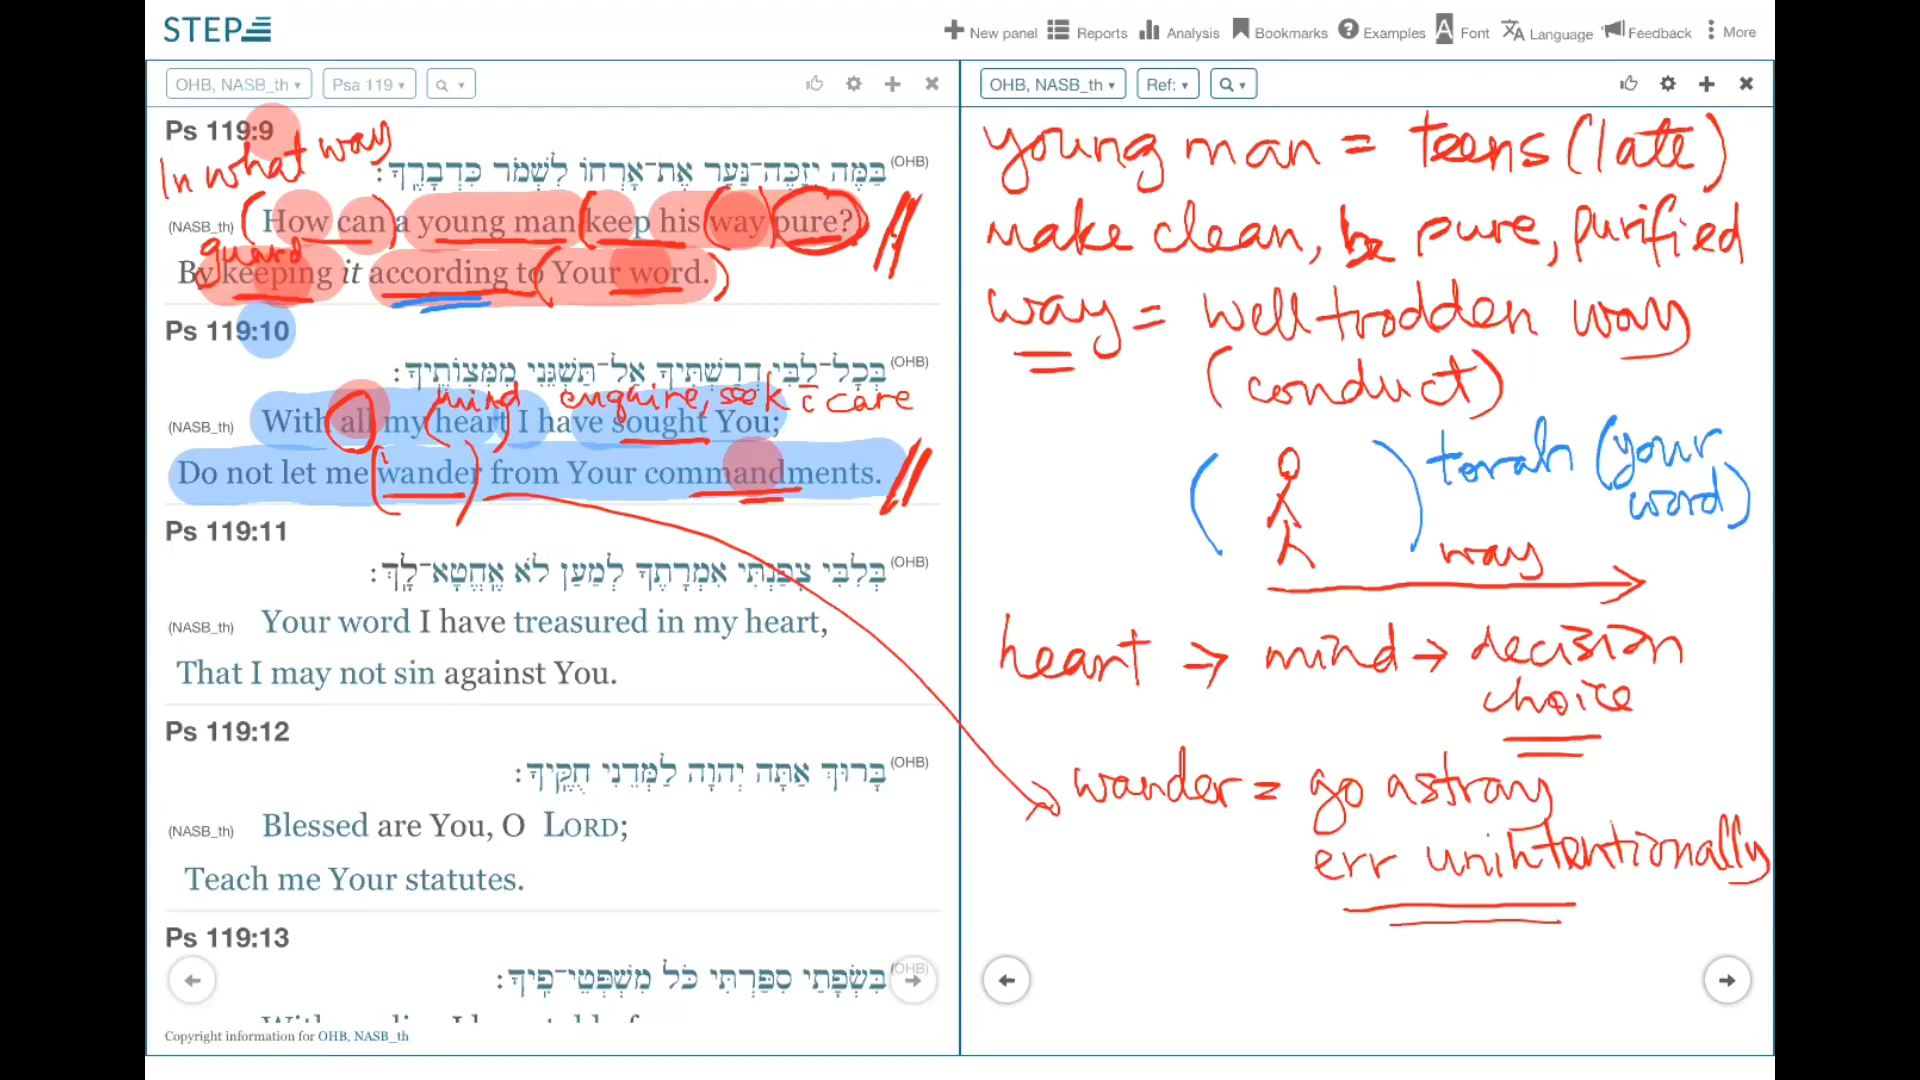 STEP
New panel Reports Analysis Bookmarks Examples Font Language Feedback More
OHB, NASB_th Psa 119
Ps 119:9
In what way
בַּמֶּה יְזַכֶּה־נַּעַר אֶת־אָרְחוֹ לִשְׁמֹר כִּדְבָרֶֽךָ׃ (OHB)
(NASB_th) How can a young man keep his way pure?
guard
By keeping it according to Your word.
Ps 119:10
בְּכָל־לִבִּי דְרַשְׁתִּיךָ אַל־תַּשְׁגֵּנִי מִמִּצְוֺתֶֽיךָ׃ (OHB)
mind enquire, seek c̄ care
(NASB_th) With all my heart I have sought You;
Do not let me wander from Your commandments.
Ps 119:11
בְּלִבִּי צָפַנְתִּי אִמְרָתֶךָ לְמַעַן לֹא אֶֽחֱטָא־לָֽךְ׃ (OHB)
(NASB_th) Your word I have treasured in my heart,
That I may not sin against You.
Ps 119:12
בָּרוּךְ אַתָּה יְהוָה לַמְּדֵנִי חֻקֶּֽיךָ׃ (OHB)
(NASB_th) Blessed are You, O LORD;
Teach me Your statutes.
Ps 119:13
בִּשְׂפָתַי סִפַּרְתִּי כֹּל מִשְׁפְּטֵי־פִֽיךָ׃ (OHB)
Copyright information for OHB, NASB_th
OHB, NASB_th Ref:
young man = teens (late)
make clean, be pure, purified
way = well trodden way
(conduct)
torah (your
word)
way
heart → mind → decision
choice
wander = go astray
err unintentionally